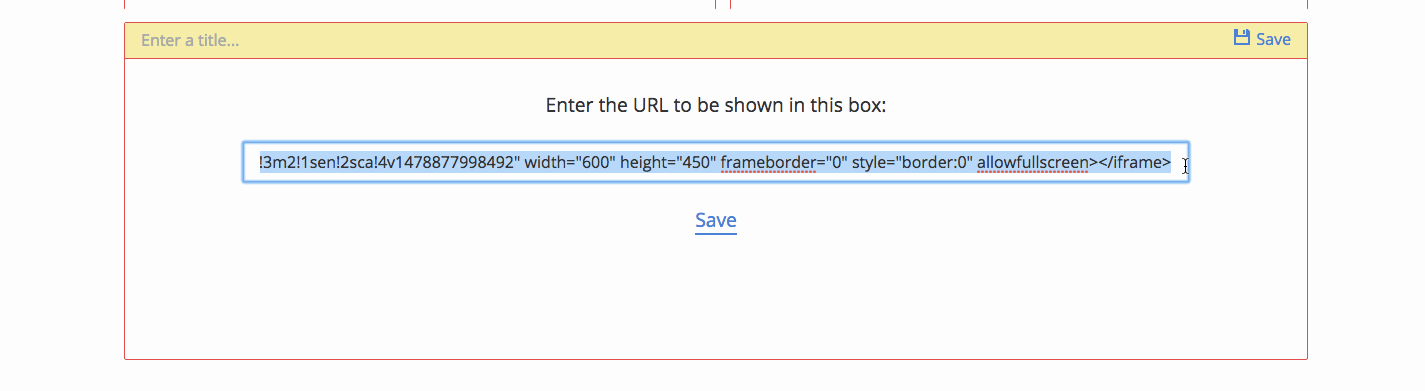 Enter a title...
Save
Enter the URL to be shown in this box:
!3m2!1sen!2sca!4v1478877998492" width="600" height="450" frameborder="0" style="border:0" allowfullscreen></iframe>
Save